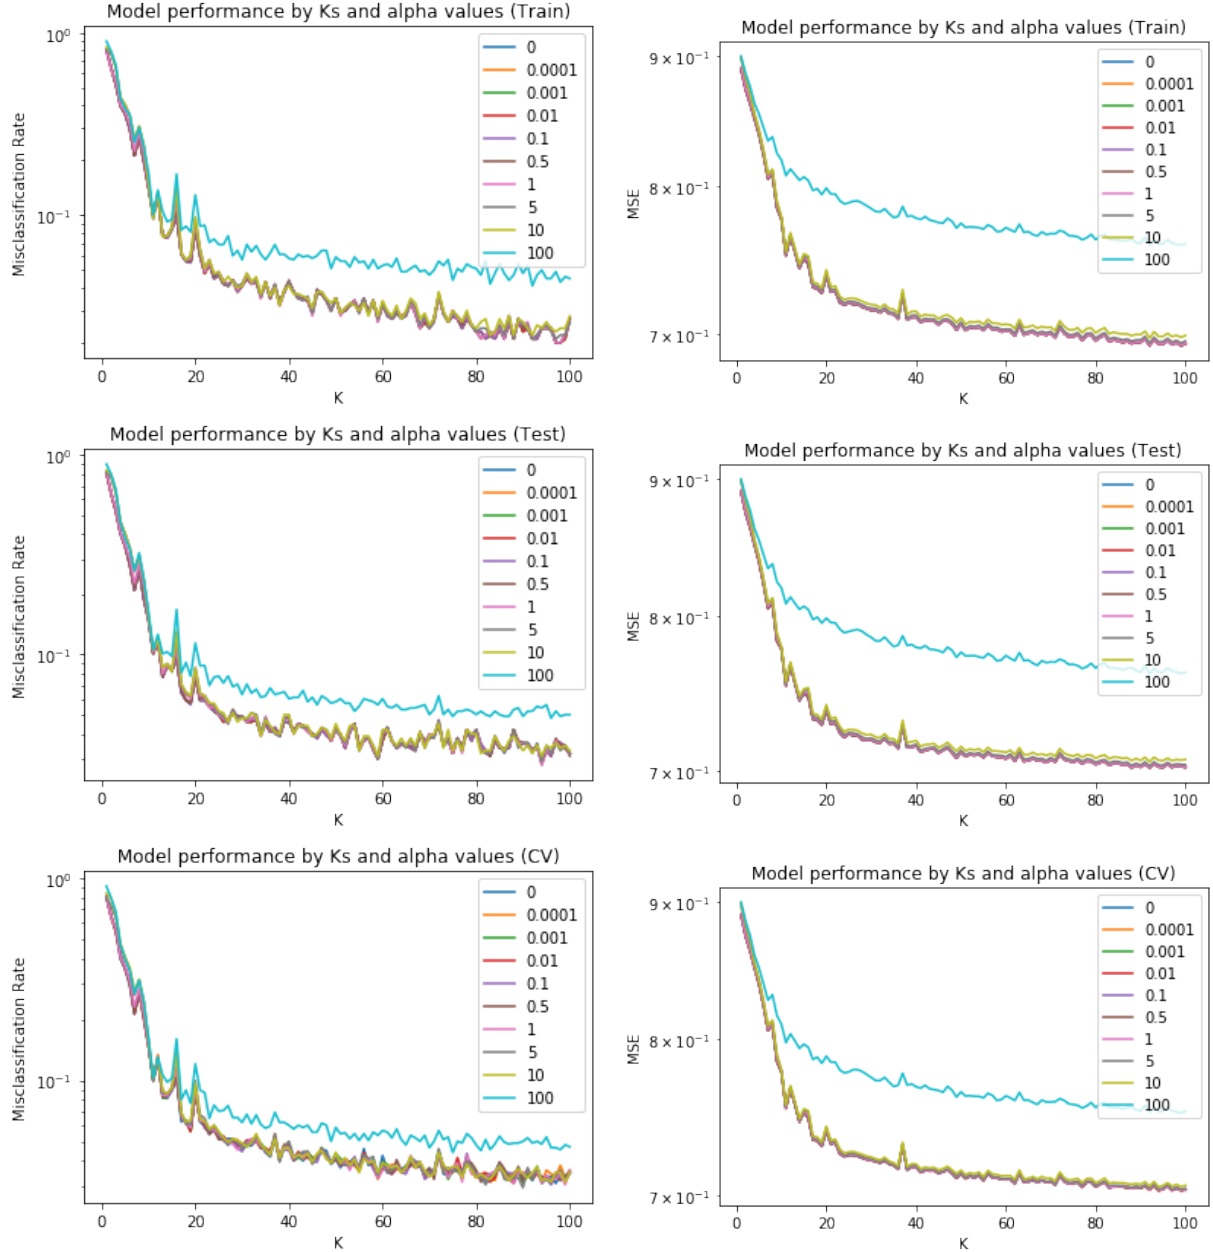 Model performance by Ks and alpha values (Train)
Misclassification Rate
10⁰
10⁻¹
0
0.0001
0.001
0.01
0.1
0.5
1
5
10
100
0 20 40 60 80 100
K
Model performance by Ks and alpha values (Train)
MSE
9 × 10⁻¹
8 × 10⁻¹
7 × 10⁻¹
0
0.0001
0.001
0.01
0.1
0.5
1
5
10
100
0 20 40 60 80 100
K
Model performance by Ks and alpha values (Test)
Misclassification Rate
10⁰
10⁻¹
0
0.0001
0.001
0.01
0.1
0.5
1
5
10
100
0 20 40 60 80 100
K
Model performance by Ks and alpha values (Test)
MSE
9 × 10⁻¹
8 × 10⁻¹
7 × 10⁻¹
0
0.0001
0.001
0.01
0.1
0.5
1
5
10
100
0 20 40 60 80 100
K
Model performance by Ks and alpha values (CV)
Misclassification Rate
10⁰
10⁻¹
0
0.0001
0.001
0.01
0.1
0.5
1
5
10
100
0 20 40 60 80 100
K
Model performance by Ks and alpha values (CV)
MSE
9 × 10⁻¹
8 × 10⁻¹
7 × 10⁻¹
0
0.0001
0.001
0.01
0.1
0.5
1
5
10
100
0 20 40 60 80 100
K